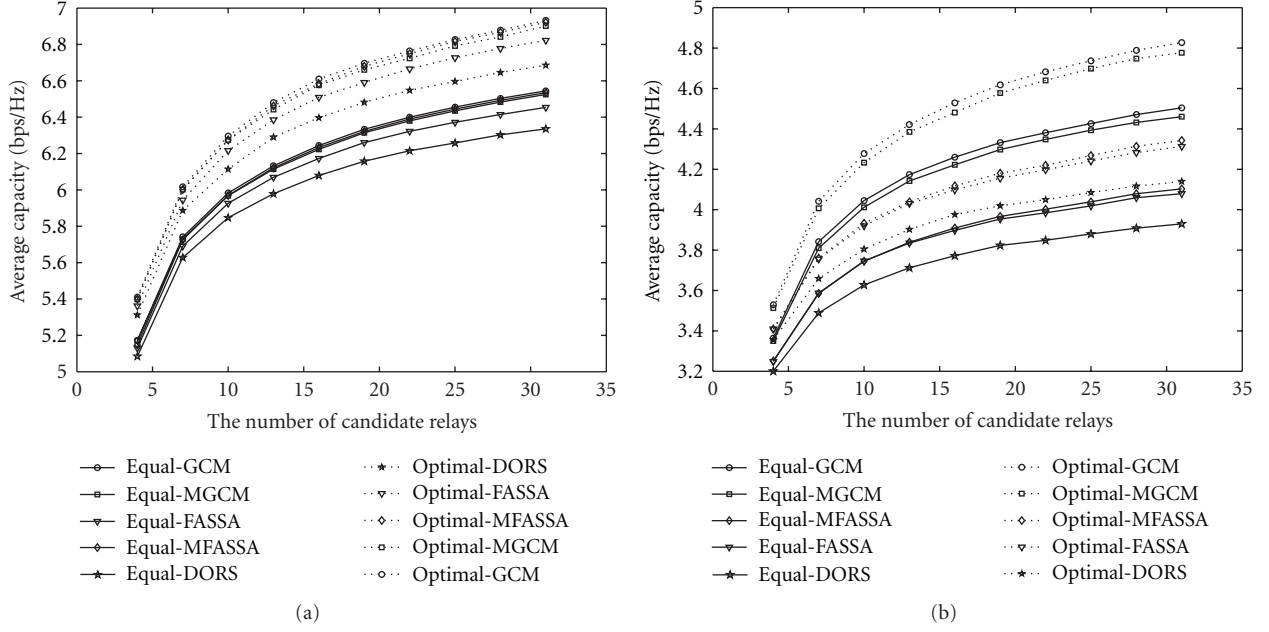 7
6.8
6.6
6.4
6.2
6
5.8
5.6
5.4
5.2
5
0 5 10 15 20 25 30 35
Average capacity (bps/Hz)
The number of candidate relays
Equal-GCM
Equal-MGCM
Equal-FASSA
Equal-MFASSA
Equal-DORS
Optimal-DORS
Optimal-FASSA
Optimal-MFASSA
Optimal-MGCM
Optimal-GCM
(a)
5
4.8
4.6
4.4
4.2
4
3.8
3.6
3.4
3.2
0 5 10 15 20 25 30 35
Average capacity (bps/Hz)
The number of candidate relays
Equal-GCM
Equal-MGCM
Equal-MFASSA
Equal-FASSA
Equal-DORS
Optimal-GCM
Optimal-MGCM
Optimal-MFASSA
Optimal-FASSA
Optimal-DORS
(b)